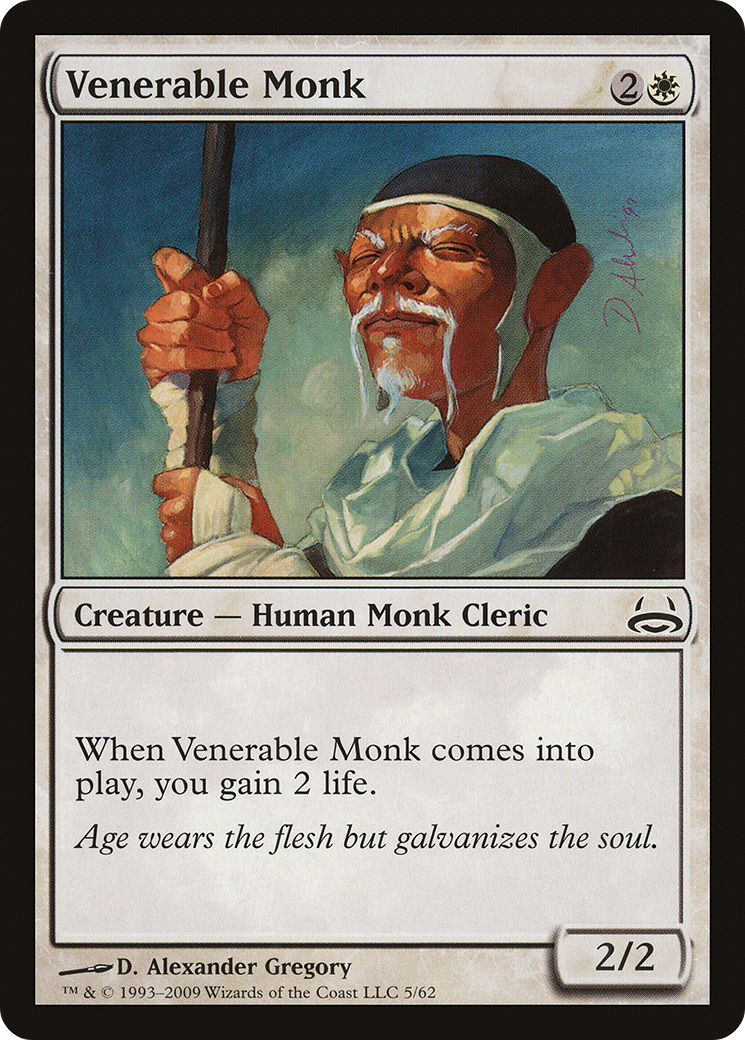 Venerable Monk 2
D. Al
Creature — Human Monk Cleric
When Venerable Monk comes into
play, you gain 2 life.
Age wears the flesh but galvanizes the soul.
2/2
D. Alexander Gregory
™ & © 1993–2009 Wizards of the Coast LLC 5/62